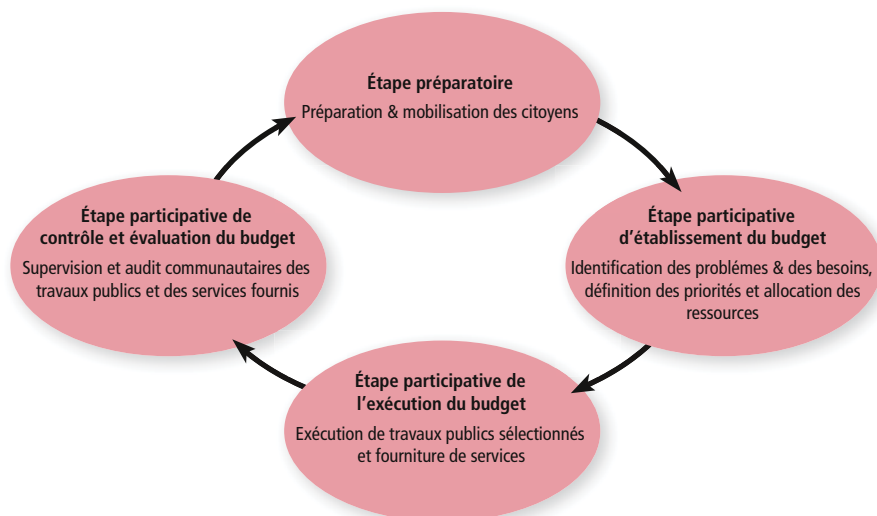 Étape préparatoire
Préparation & mobilisation des citoyens
Étape participative
d'établissement du budget
Identification des problèmes & des besoins,
définition des priorités et allocation des
ressources
Étape participative de
l'exécution du budget
Exécution de travaux publics sélectionnés
et fourniture de services
Étape participative de
contrôle et évaluation du budget
Supervision et audit communautaires des
travaux publics et des services fournis